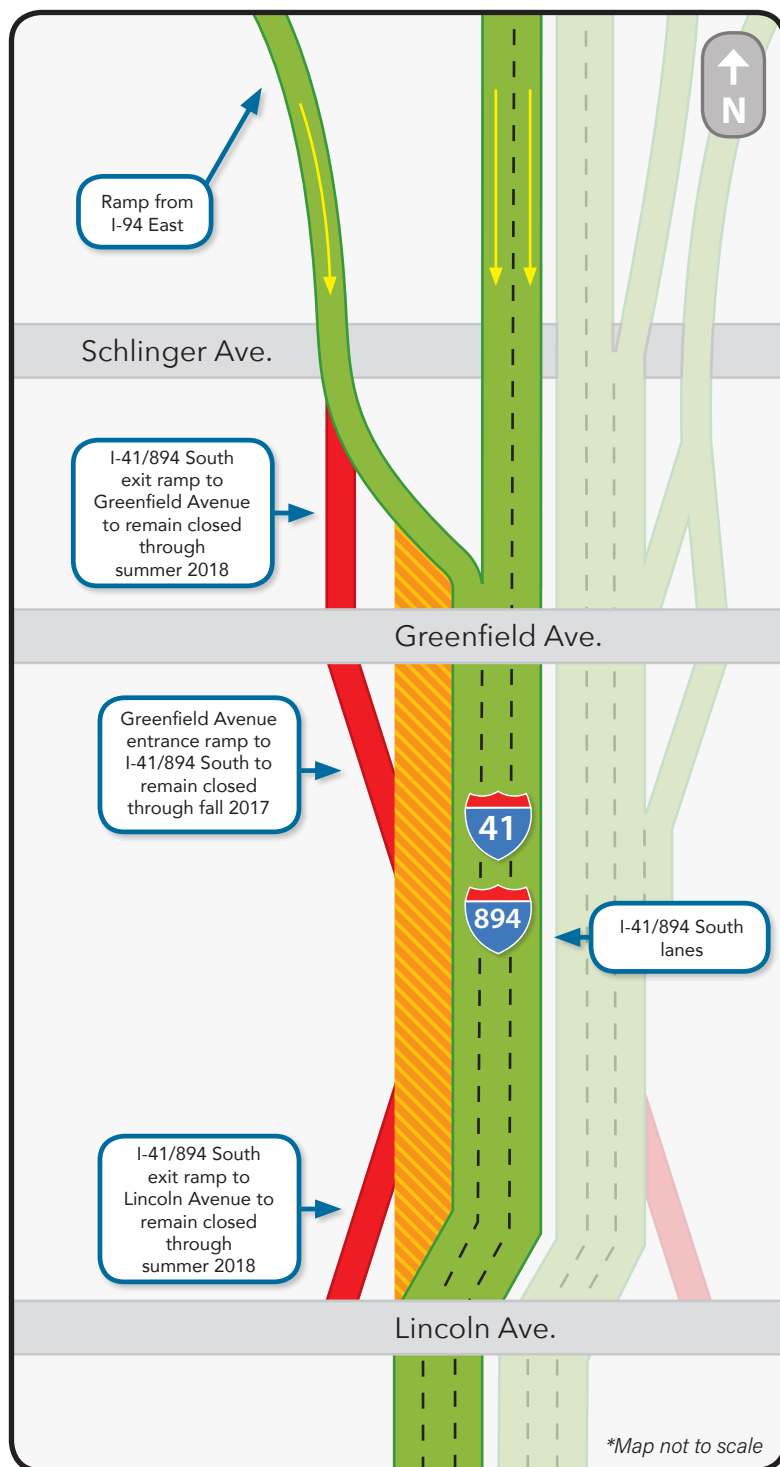 N
Ramp from
I-94 East
Schlinger Ave.
I-41/894 South
exit ramp to
Greenfield Avenue
to remain closed
through
summer 2018
Greenfield Ave.
Greenfield Avenue
entrance ramp to
I-41/894 South to
remain closed
through fall 2017
41
894
I-41/894 South
lanes
I-41/894 South
exit ramp to
Lincoln Avenue to
remain closed
through
summer 2018
Lincoln Ave.
*Map not to scale